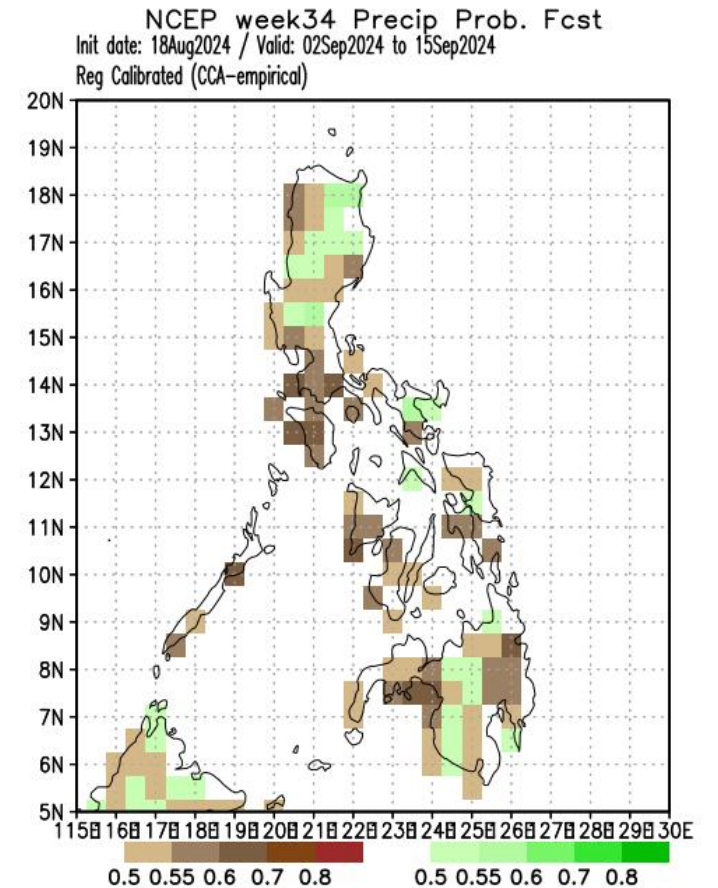 NCEP week34 Precip Prob. Fcst
Init date: 18Aug2024 / Valid: 02Sep2024 to 15Sep2024
Reg Calibrated (CCA-empirical)
20N
19N
18N
17N
16N
15N
14N
13N
12N
11N
10N
9N
8N
7N
6N
5N
115E 116E 117E 118E 119E 120E 121E 122E 123E 124E 125E 126E 127E 128E 129E 130E
0.5 0.55 0.6 0.7 0.8 0.5 0.55 0.6 0.7 0.8